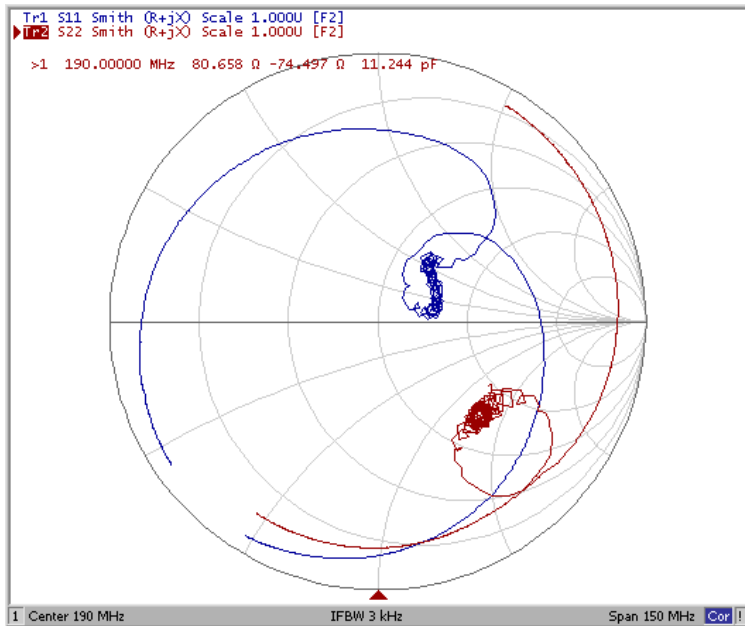 Tr1 S11 Smith (R+jX) Scale 1.000U [F2]
Tr2 S22 Smith (R+jX) Scale 1.000U [F2]
>1 190.00000 MHz 80.658 Ω -74.497 Ω 11.244 pF
1
1 Center 190 MHz IFBW 3 kHz Span 150 MHz Cor !